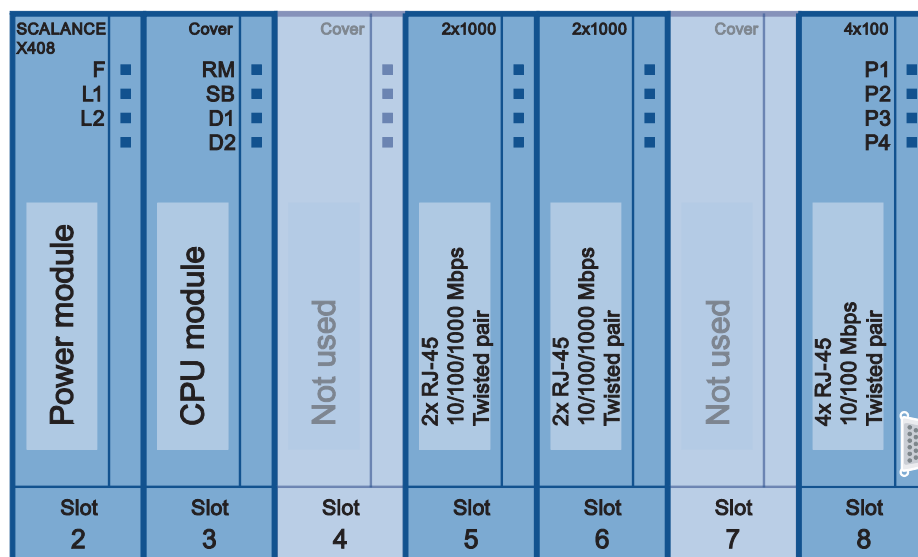 SCALANCE
X408
F
L1
L2
Power module
Slot
2
Cover
RM
SB
D1
D2
CPU module
Slot
3
Cover
Not used
Slot
4
2x1000
2x RJ-45
10/100/1000 Mbps
Twisted pair
Slot
5
2x1000
2x RJ-45
10/100/1000 Mbps
Twisted pair
Slot
6
Cover
Not used
Slot
7
4x100
P1
P2
P3
P4
4x RJ-45
10/100 Mbps
Twisted pair
Slot
8